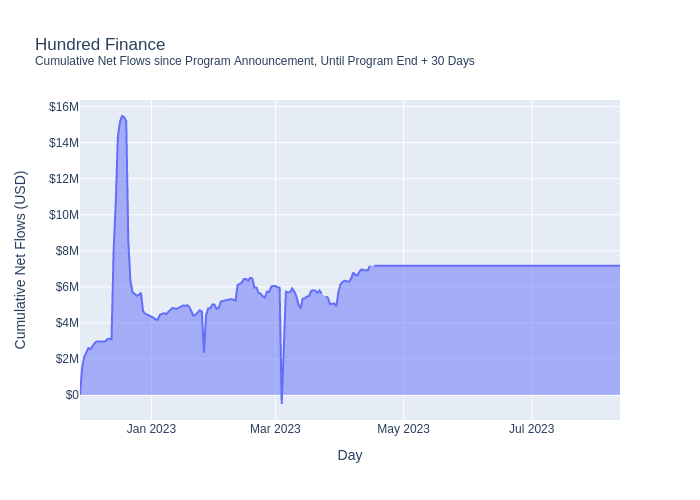 Hundred Finance
Cumulative Net Flows since Program Announcement, Until Program End + 30 Days
$16M
$14M
$12M
$10M
$8M
$6M
$4M
$2M
$0
Cumulative Net Flows (USD)
Jan 2023
Mar 2023
May 2023
Jul 2023
Day